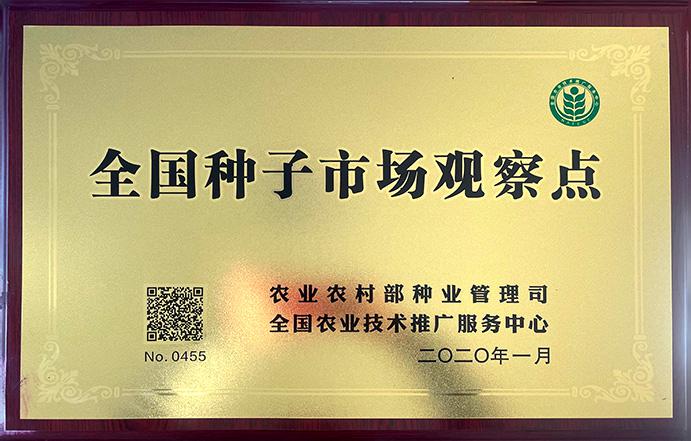 全国种子市场观察点
农业农村部种业管理司
全国农业技术推广服务中心
No. 0455
二〇二〇年一月